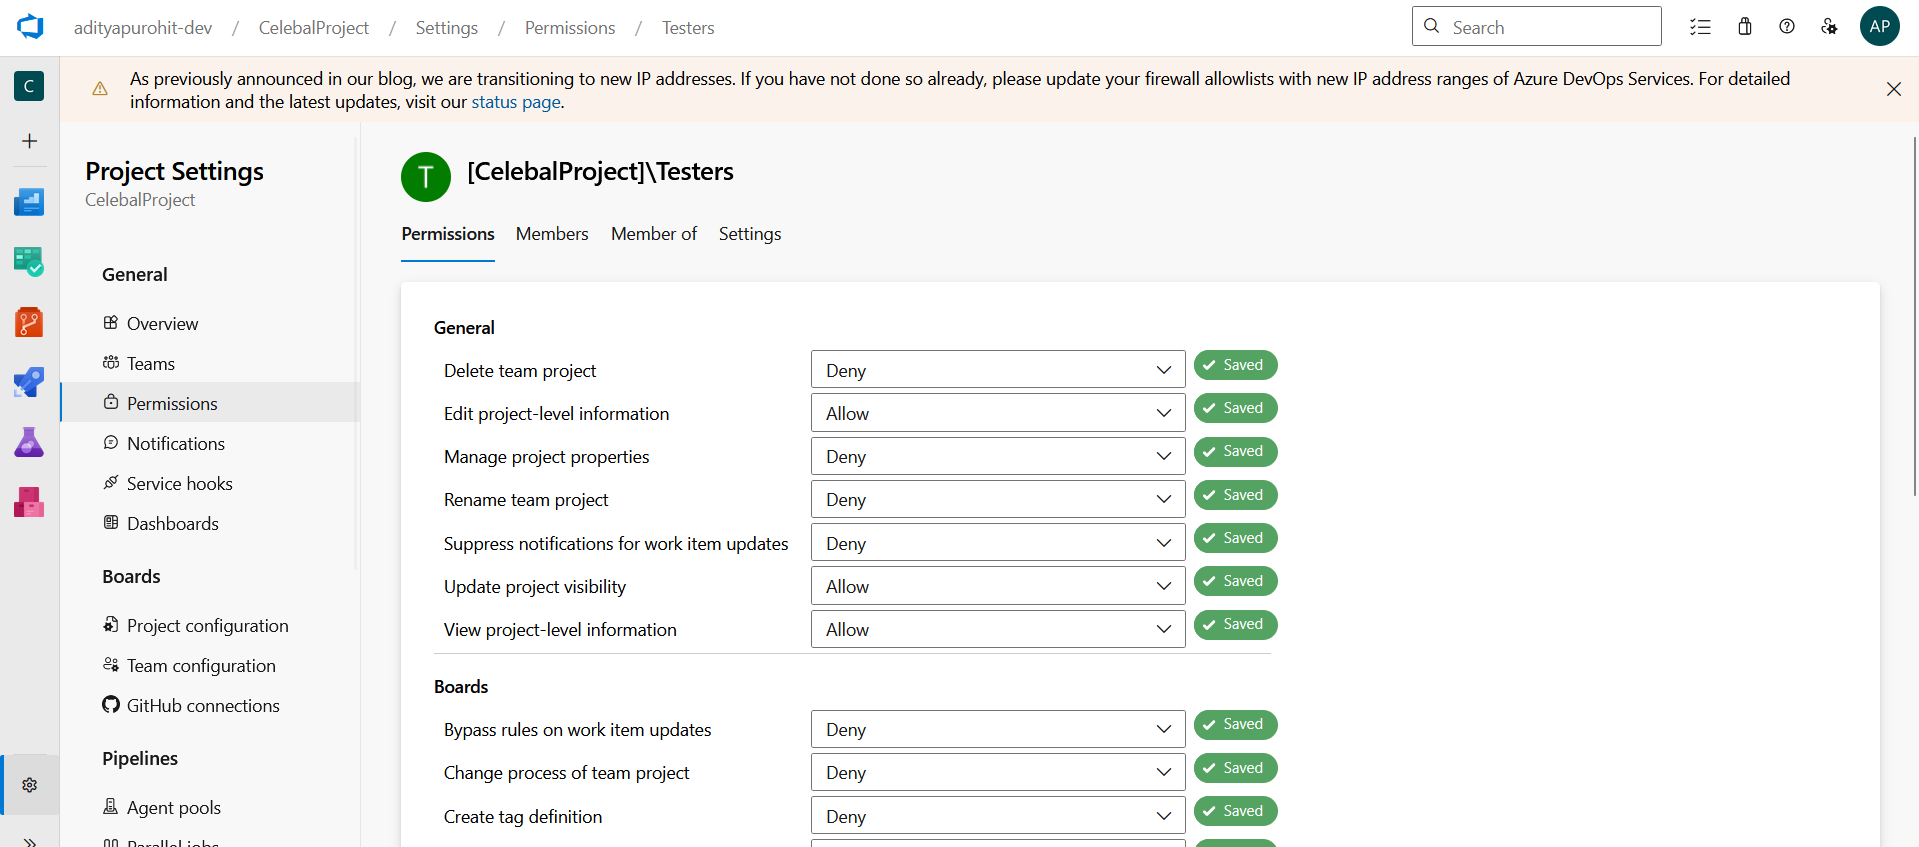 adityapurohit-dev / CelebalProject / Settings / Permissions / Testers
Search
AP
C
As previously announced in our blog, we are transitioning to new IP addresses. If you have not done so already, please update your firewall allowlists with new IP address ranges of Azure DevOps Services. For detailed
information and the latest updates, visit our status page.
Project Settings
CelebalProject
General
Overview
Teams
Permissions
Notifications
Service hooks
Dashboards
Boards
Project configuration
Team configuration
GitHub connections
Pipelines
Agent pools
Parallel jobs
T
[CelebalProject]\Testers
Permissions Members Member of Settings
General
Delete team project Deny Saved
Edit project-level information Allow Saved
Manage project properties Deny Saved
Rename team project Deny Saved
Suppress notifications for work item updates Deny Saved
Update project visibility Allow Saved
View project-level information Allow Saved
Boards
Bypass rules on work item updates Deny Saved
Change process of team project Deny Saved
Create tag definition Deny Saved